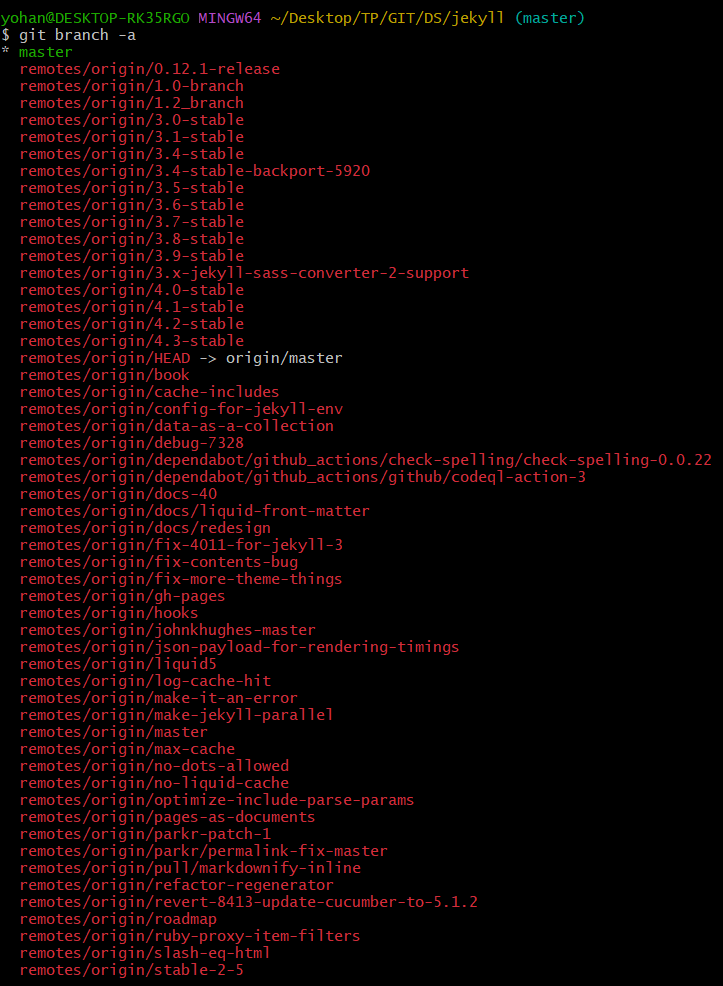 yohan@DESKTOP-RK35RGO MINGW64 ~/Desktop/TP/GIT/DS/jekyll (master)
$ git branch -a
* master
  remotes/origin/0.12.1-release
  remotes/origin/1.0-branch
  remotes/origin/1.2_branch
  remotes/origin/3.0-stable
  remotes/origin/3.1-stable
  remotes/origin/3.4-stable
  remotes/origin/3.4-stable-backport-5920
  remotes/origin/3.5-stable
  remotes/origin/3.6-stable
  remotes/origin/3.7-stable
  remotes/origin/3.8-stable
  remotes/origin/3.9-stable
  remotes/origin/3.x-jekyll-sass-converter-2-support
  remotes/origin/4.0-stable
  remotes/origin/4.1-stable
  remotes/origin/4.2-stable
  remotes/origin/4.3-stable
  remotes/origin/HEAD -> origin/master
  remotes/origin/book
  remotes/origin/cache-includes
  remotes/origin/config-for-jekyll-env
  remotes/origin/data-as-a-collection
  remotes/origin/debug-7328
  remotes/origin/dependabot/github_actions/check-spelling/check-spelling-0.0.22
  remotes/origin/dependabot/github_actions/github/codeql-action-3
  remotes/origin/docs-40
  remotes/origin/docs/liquid-front-matter
  remotes/origin/docs/redesign
  remotes/origin/fix-4011-for-jekyll-3
  remotes/origin/fix-contents-bug
  remotes/origin/fix-more-theme-things
  remotes/origin/gh-pages
  remotes/origin/hooks
  remotes/origin/johnkhughes-master
  remotes/origin/json-payload-for-rendering-timings
  remotes/origin/liquid5
  remotes/origin/log-cache-hit
  remotes/origin/make-it-an-error
  remotes/origin/make-jekyll-parallel
  remotes/origin/master
  remotes/origin/max-cache
  remotes/origin/no-dots-allowed
  remotes/origin/no-liquid-cache
  remotes/origin/optimize-include-parse-params
  remotes/origin/pages-as-documents
  remotes/origin/parkr-patch-1
  remotes/origin/parkr/permalink-fix-master
  remotes/origin/pull/markdownify-inline
  remotes/origin/refactor-regenerator
  remotes/origin/revert-8413-update-cucumber-to-5.1.2
  remotes/origin/roadmap
  remotes/origin/ruby-proxy-item-filters
  remotes/origin/slash-eq-html
  remotes/origin/stable-2-5